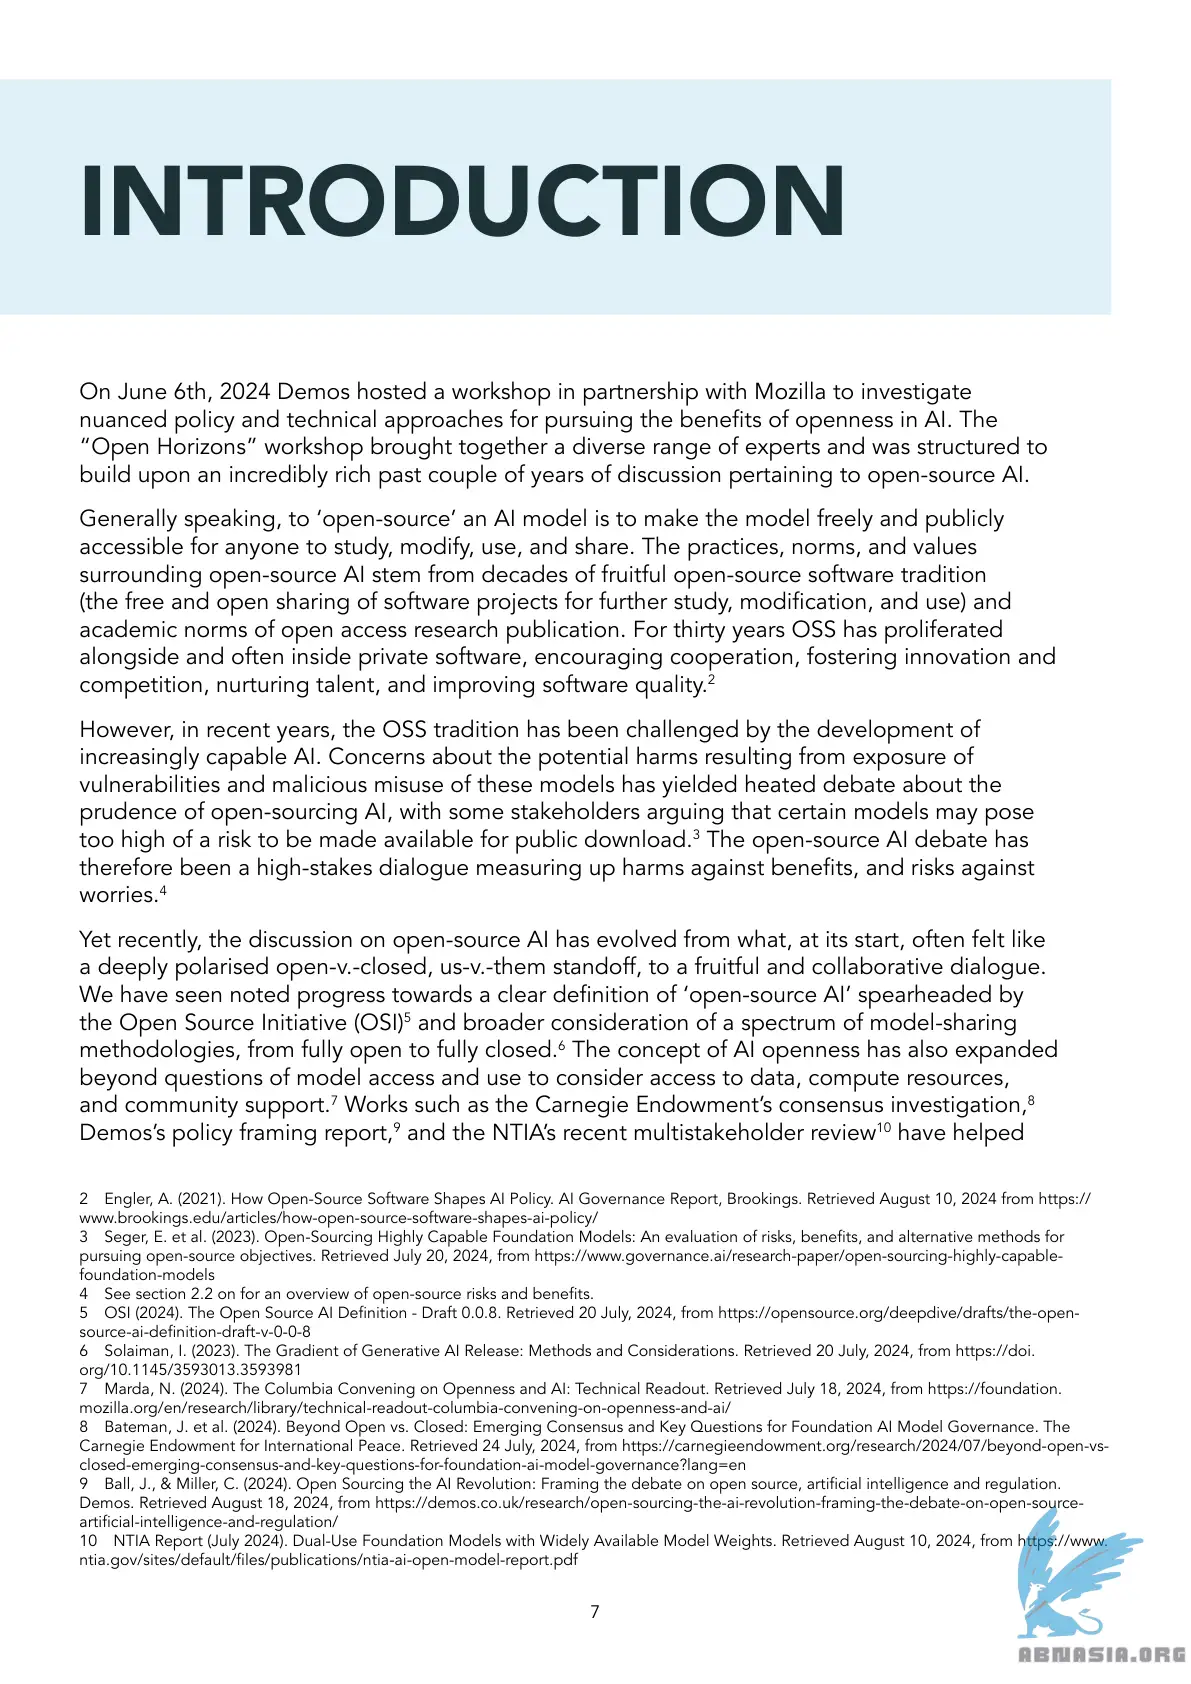 INTRODUCTION
On June 6th, 2024 Demos hosted a workshop in partnership with Mozilla to investigate
nuanced policy and technical approaches for pursuing the benefits of openness in AI. The
“Open Horizons” workshop brought together a diverse range of experts and was structured to
build upon an incredibly rich past couple of years of discussion pertaining to open-source AI.
Generally speaking, to ‘open-source’ an AI model is to make the model freely and publicly
accessible for anyone to study, modify, use, and share. The practices, norms, and values
surrounding open-source AI stem from decades of fruitful open-source software tradition
(the free and open sharing of software projects for further study, modification, and use) and
academic norms of open access research publication. For thirty years OSS has proliferated
alongside and often inside private software, encouraging cooperation, fostering innovation and
competition, nurturing talent, and improving software quality.2
However, in recent years, the OSS tradition has been challenged by the development of
increasingly capable AI. Concerns about the potential harms resulting from exposure of
vulnerabilities and malicious misuse of these models has yielded heated debate about the
prudence of open-sourcing AI, with some stakeholders arguing that certain models may pose
too high of a risk to be made available for public download.3 The open-source AI debate has
therefore been a high-stakes dialogue measuring up harms against benefits, and risks against
worries.4
Yet recently, the discussion on open-source AI has evolved from what, at its start, often felt like
a deeply polarised open-v.-closed, us-v.-them standoff, to a fruitful and collaborative dialogue.
We have seen noted progress towards a clear definition of ‘open-source AI’ spearheaded by
the Open Source Initiative (OSI)5 and broader consideration of a spectrum of model-sharing
methodologies, from fully open to fully closed.6 The concept of AI openness has also expanded
beyond questions of model access and use to consider access to data, compute resources,
and community support.7 Works such as the Carnegie Endowment’s consensus investigation,8
Demos’s policy framing report,9 and the NTIA’s recent multistakeholder review10 have helped
2 Engler, A. (2021). How Open-Source Software Shapes AI Policy. AI Governance Report, Brookings. Retrieved August 10, 2024 from https://
www.brookings.edu/articles/how-open-source-software-shapes-ai-policy/
3 Seger, E. et al. (2023). Open-Sourcing Highly Capable Foundation Models: An evaluation of risks, benefits, and alternative methods for
pursuing open-source objectives. Retrieved July 20, 2024, from https://www.governance.ai/research-paper/open-sourcing-highly-capable-
foundation-models
4 See section 2.2 on for an overview of open-source risks and benefits.
5 OSI (2024). The Open Source AI Definition - Draft 0.0.8. Retrieved 20 July, 2024, from https://opensource.org/deepdive/drafts/the-open-
source-ai-definition-draft-v-0-0-8
6 Solaiman, I. (2023). The Gradient of Generative AI Release: Methods and Considerations. Retrieved 20 July, 2024, from https://doi.
org/10.1145/3593013.3593981
7 Marda, N. (2024). The Columbia Convening on Openness and AI: Technical Readout. Retrieved July 18, 2024, from https://foundation.
mozilla.org/en/research/library/technical-readout-columbia-convening-on-openness-and-ai/
8 Bateman, J. et al. (2024). Beyond Open vs. Closed: Emerging Consensus and Key Questions for Foundation AI Model Governance. The
Carnegie Endowment for International Peace. Retrieved 24 July, 2024, from https://carnegieendowment.org/research/2024/07/beyond-open-vs-
closed-emerging-consensus-and-key-questions-for-foundation-ai-model-governance?lang=en
9 Ball, J., & Miller, C. (2024). Open Sourcing the AI Revolution: Framing the debate on open source, artificial intelligence and regulation.
Demos. Retrieved August 18, 2024, from https://demos.co.uk/research/open-sourcing-the-ai-revolution-framing-the-debate-on-open-source-
artificial-intelligence-and-regulation/
10 NTIA Report (July 2024). Dual-Use Foundation Models with Widely Available Model Weights. Retrieved August 10, 2024, from https://www.
ntia.gov/sites/default/files/publications/ntia-ai-open-model-report.pdf
7
ABNASIA.ORG